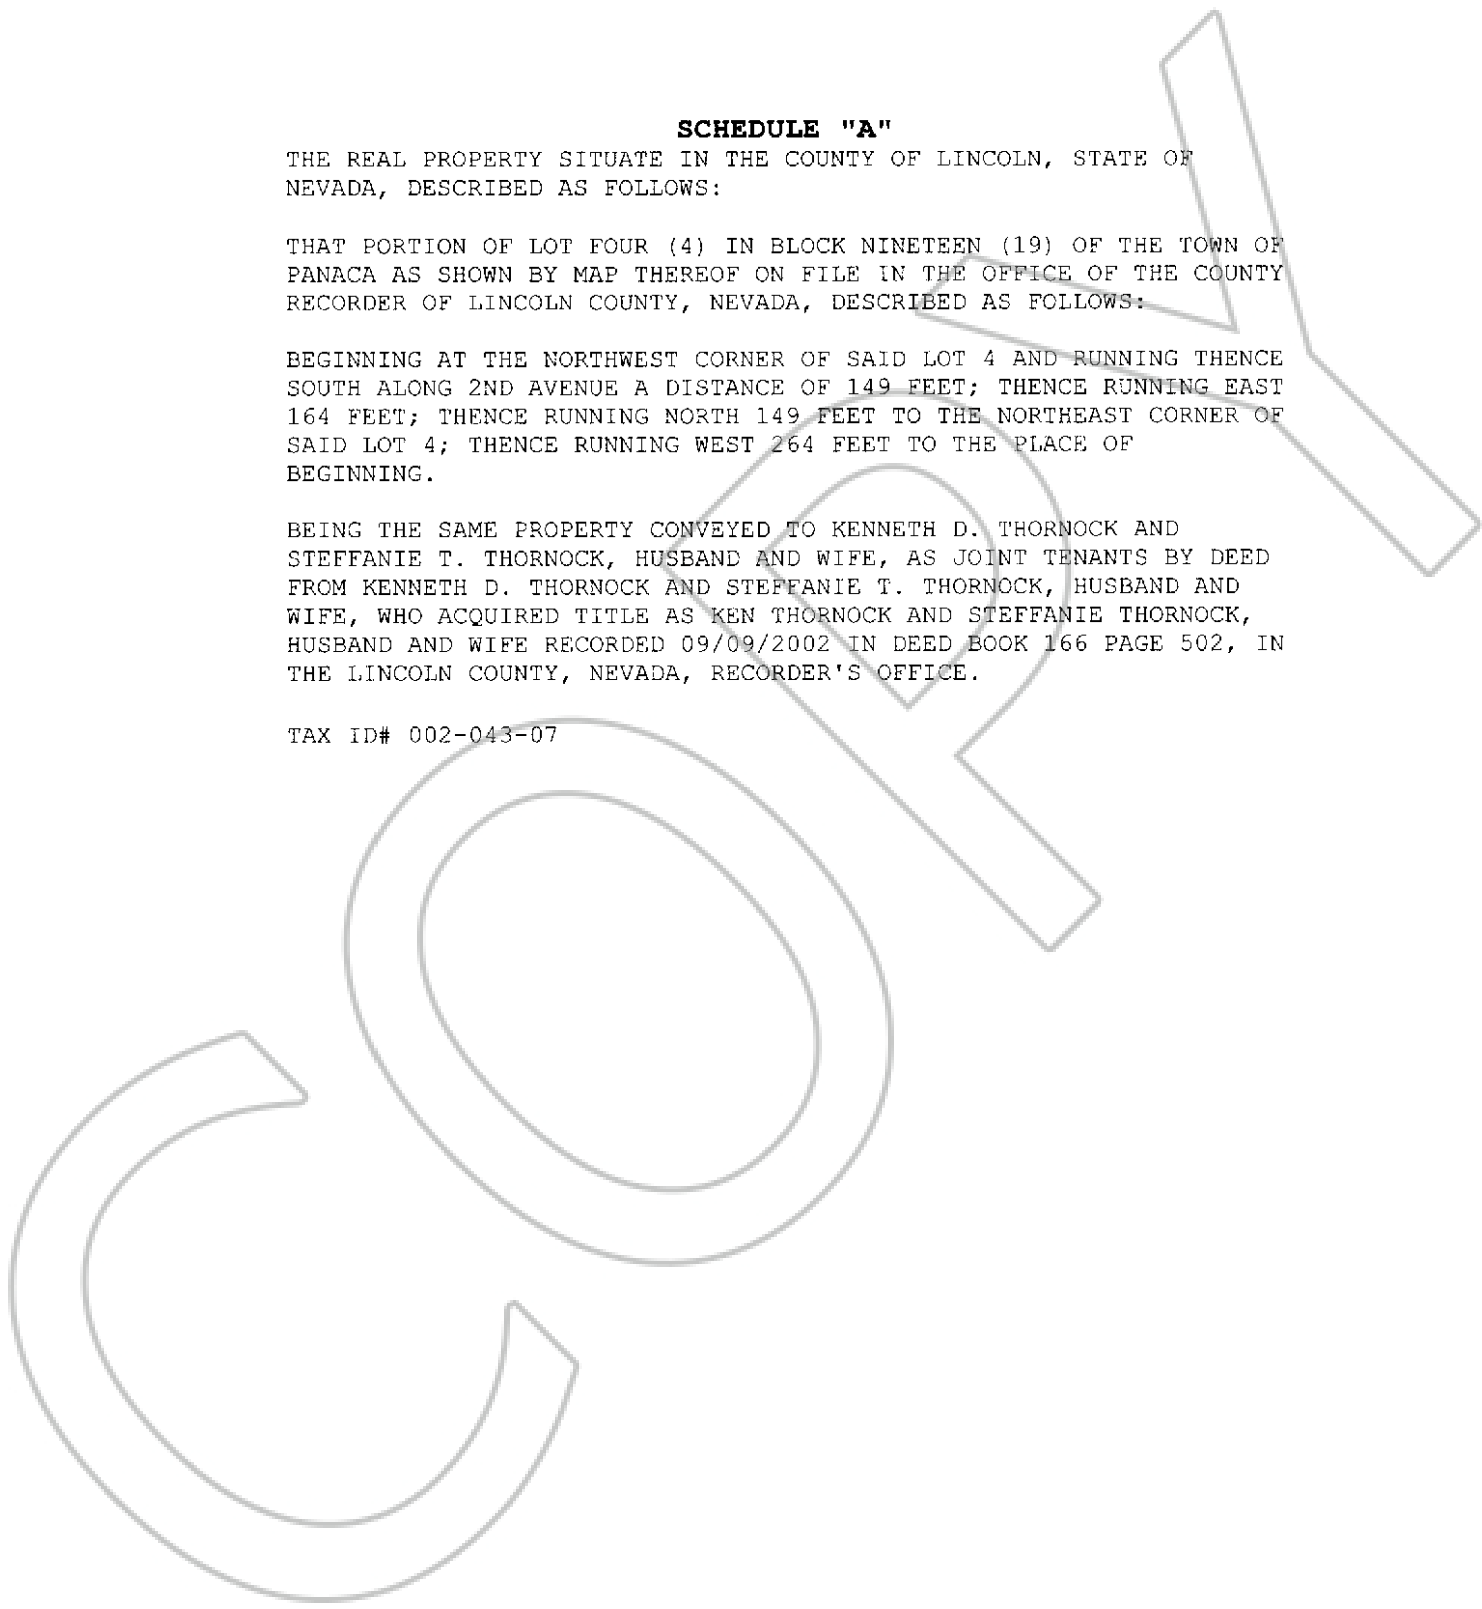 SCHEDULE "A"
THE REAL PROPERTY SITUATE IN THE COUNTY OF LINCOLN, STATE OF
NEVADA, DESCRIBED AS FOLLOWS:
THAT PORTION OF LOT FOUR (4) IN BLOCK NINETEEN (19) OF THE TOWN OF
PANACA AS SHOWN BY MAP THEREOF ON FILE IN THE OFFICE OF THE COUNTY
RECORDER OF LINCOLN COUNTY, NEVADA, DESCRIBED AS FOLLOWS:
BEGINNING AT THE NORTHWEST CORNER OF SAID LOT 4 AND RUNNING THENCE
SOUTH ALONG 2ND AVENUE A DISTANCE OF 149 FEET; THENCE RUNNING EAST
164 FEET; THENCE RUNNING NORTH 149 FEET TO THE NORTHEAST CORNER OF
SAID LOT 4; THENCE RUNNING WEST 264 FEET TO THE PLACE OF
BEGINNING.
BEING THE SAME PROPERTY CONVEYED TO KENNETH D. THORNOCK AND
STEFFANIE T. THORNOCK, HUSBAND AND WIFE, AS JOINT TENANTS BY DEED
FROM KENNETH D. THORNOCK AND STEFFANIE T. THORNOCK, HUSBAND AND
WIFE, WHO ACQUIRED TITLE AS KEN THORNOCK AND STEFFANIE THORNOCK,
HUSBAND AND WIFE RECORDED 09/09/2002 IN DEED BOOK 166 PAGE 502, IN
THE LINCOLN COUNTY, NEVADA, RECORDER'S OFFICE.
TAX ID# 002-043-07
COPY